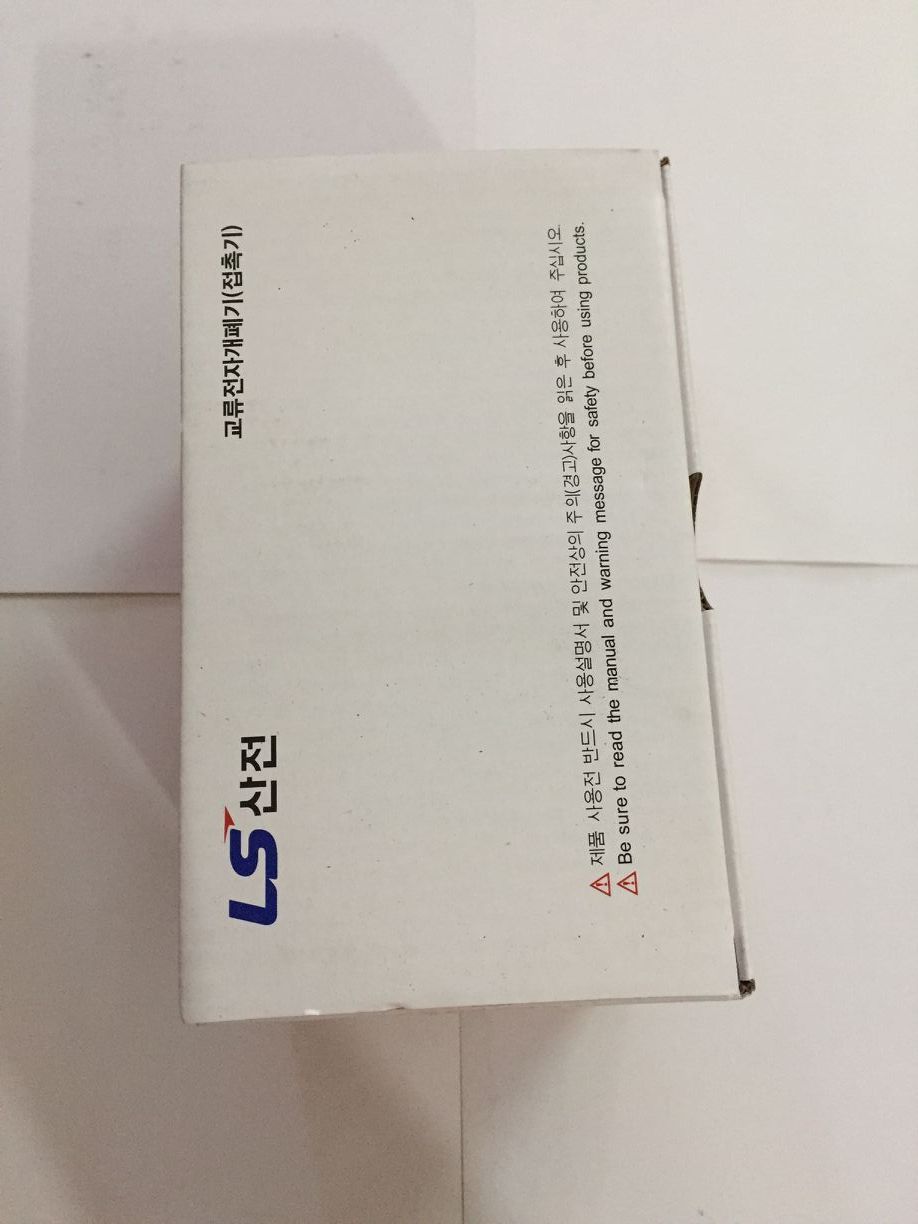 LS산전
교류전자개폐기(접촉기)
제품 사용전 반드시 사용설명서 및 안전상의 주의(경고)사항을 읽은 후 사용하여 주십시오.
Be sure to read the manual and warning message for safety before using products.